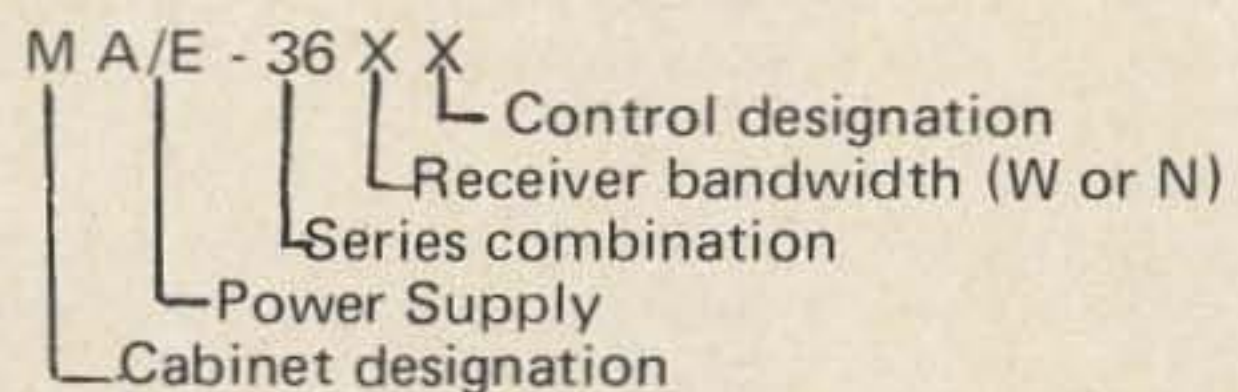 M A/E - 36 X X
Control designation
Receiver bandwidth (W or N)
Series combination
Power Supply
Cabinet designation